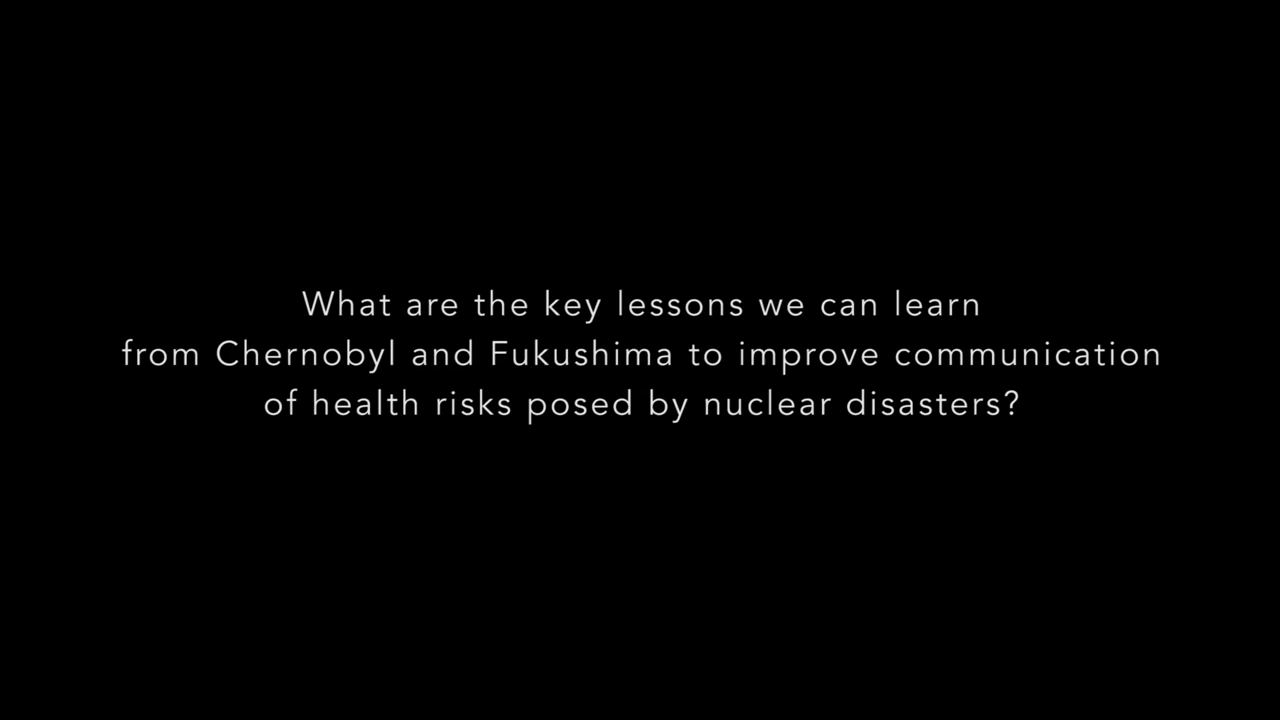 What are the key lessons we can learn
from Chernobyl and Fukushima to improve communication
of health risks posed by nuclear disasters?